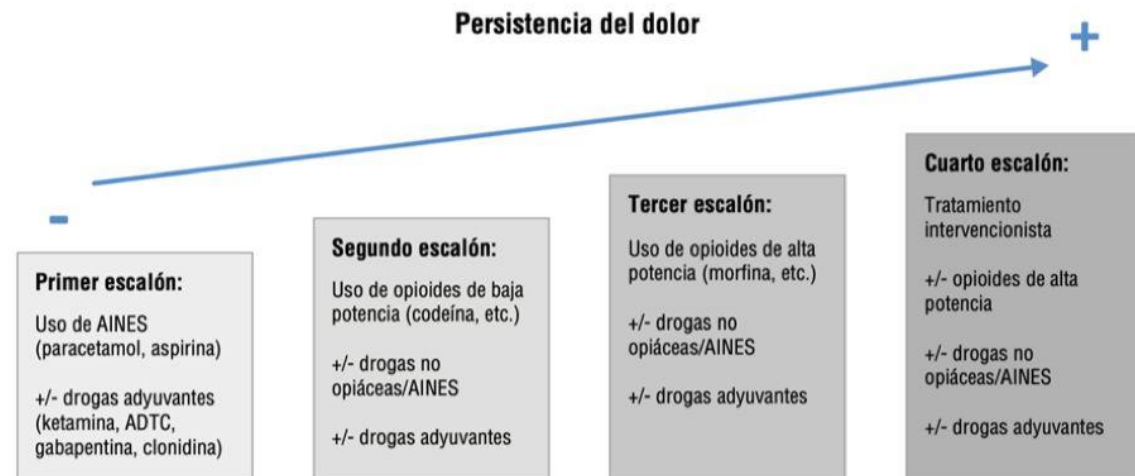 Persistencia del dolor
+
-
Primer escalón:
Uso de AINES
(paracetamol, aspirina)
+/- drogas adyuvantes
(ketamina, ADTC,
gabapentina, clonidina)
Segundo escalón:
Uso de opioides de baja
potencia (codeína, etc.)
+/- drogas no
opiáceas/AINES
+/- drogas adyuvantes
Tercer escalón:
Uso de opioides de alta
potencia (morfina, etc.)
+/- drogas no
opiáceas/AINES
+/- drogas adyuvantes
Cuarto escalón:
Tratamiento
intervencionista
+/- opioides de alta
potencia
+/- drogas no
opiáceas/AINES
+/- drogas adyuvantes